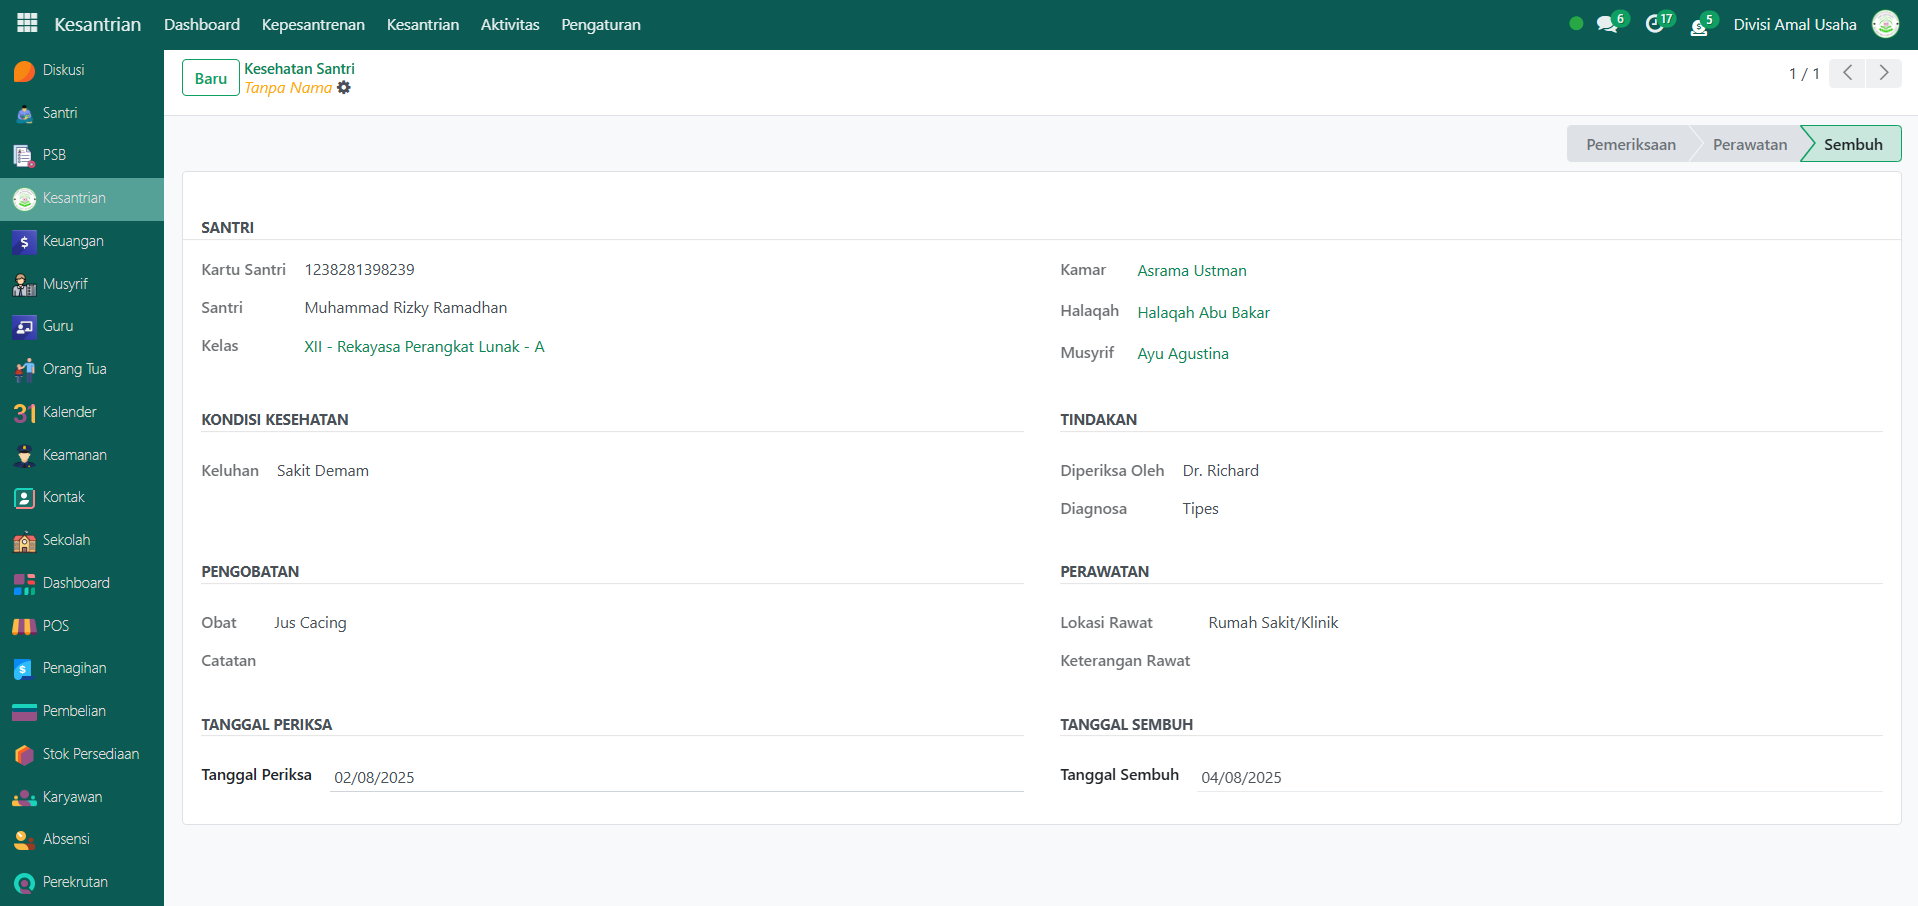 Kesantrian Dashboard Kepesantrenan Kesantrian Aktivitas Pengaturan 6 17 5 Divisi Amal Usaha
Diskusi
Santri
PSB
Kesantrian
Keuangan
Musyrif
Guru
Orang Tua
31 Kalender
Keamanan
Kontak
Sekolah
Dashboard
POS
Penagihan
Pembelian
Stok Persediaan
Karyawan
Absensi
Perekrutan
Baru
Kesehatan Santri
Tanpa Nama
1 / 1
Pemeriksaan Perawatan Sembuh
SANTRI
Kartu Santri 1238281398239
Santri Muhammad Rizky Ramadhan
Kelas XII - Rekayasa Perangkat Lunak - A
Kamar Asrama Ustman
Halaqah Halaqah Abu Bakar
Musyrif Ayu Agustina
KONDISI KESEHATAN
Keluhan Sakit Demam
TINDAKAN
Diperiksa Oleh Dr. Richard
Diagnosa Tipes
PENGOBATAN
Obat Jus Cacing
Catatan
PERAWATAN
Lokasi Rawat Rumah Sakit/Klinik
Keterangan Rawat
TANGGAL PERIKSA
Tanggal Periksa 02/08/2025
TANGGAL SEMBUH
Tanggal Sembuh 04/08/2025